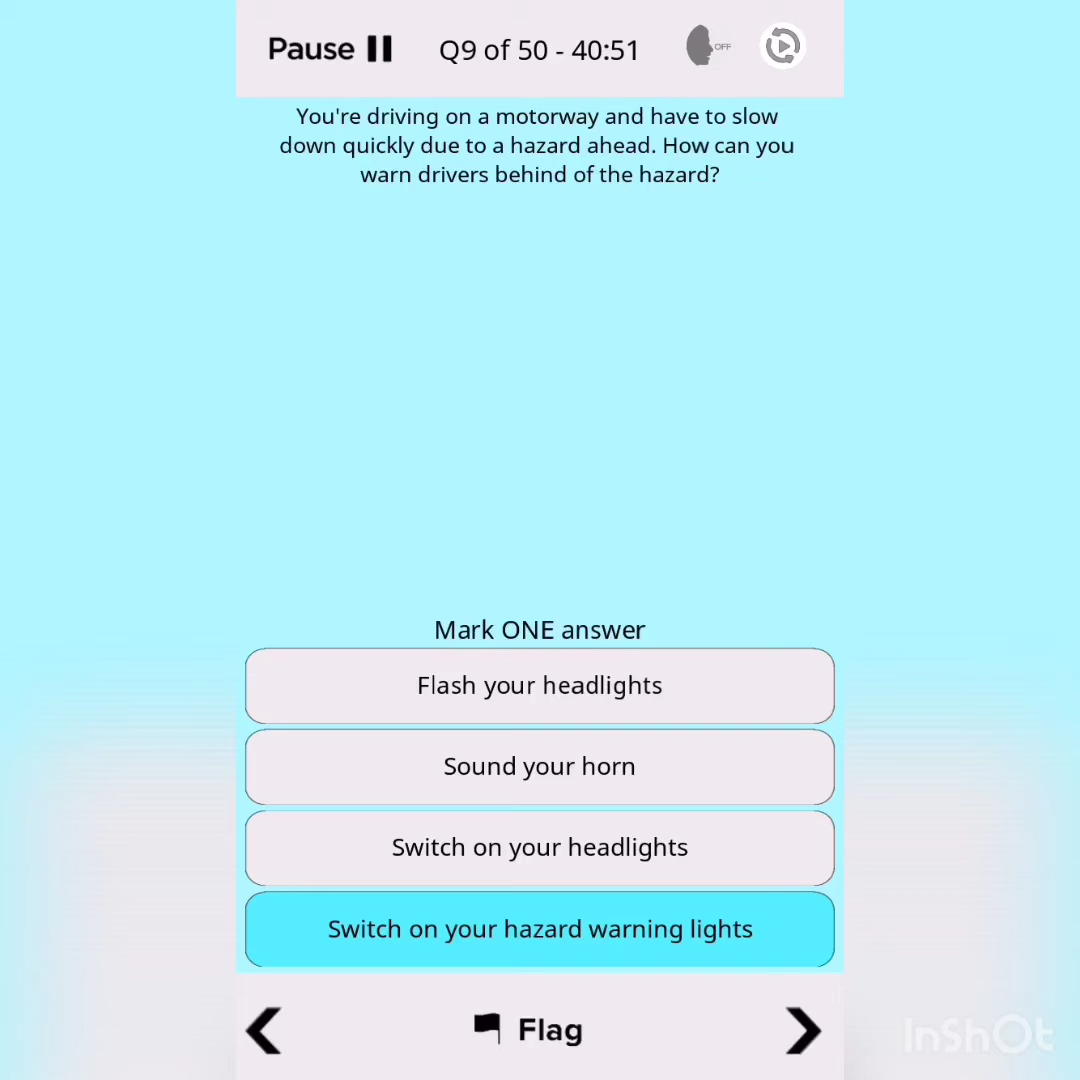 Pause Q9 of 50 - 40:51 OFF
You're driving on a motorway and have to slow
down quickly due to a hazard ahead. How can you
warn drivers behind of the hazard?
Mark ONE answer
Flash your headlights
Sound your horn
Switch on your headlights
Switch on your hazard warning lights
Flag
InShOt